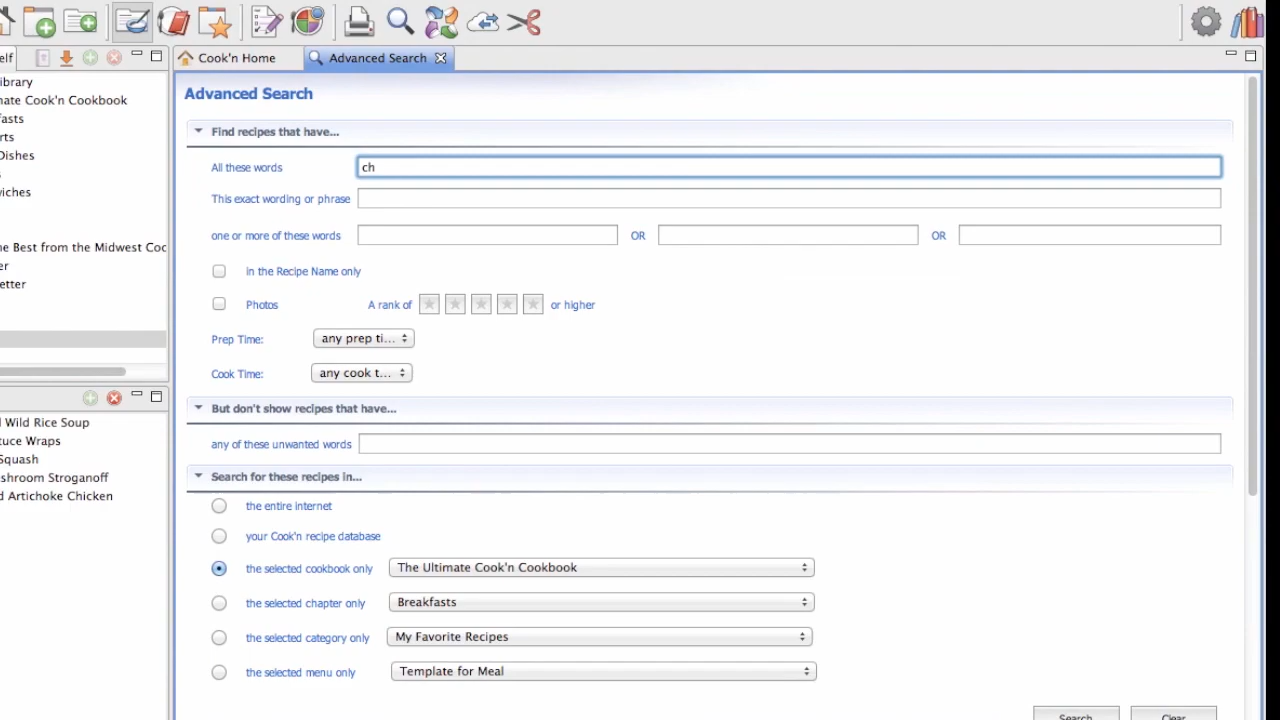 elf
Cook'n Home
Advanced Search
ibrary
mate Cook'n Cookbook
fasts
rts
Dishes
s
wiches
ne Best from the Midwest Coo
er
etter
d Wild Rice Soup
tuce Wraps
Squash
shroom Stroganoff
d Artichoke Chicken
Advanced Search
Find recipes that have...
All these words
ch
This exact wording or phrase
one or more of these words
OR
OR
in the Recipe Name only
Photos
A rank of
or higher
Prep Time:
any prep ti...
Cook Time:
any cook t...
But don't show recipes that have...
any of these unwanted words
Search for these recipes in...
the entire internet
your Cook'n recipe database
the selected cookbook only
The Ultimate Cook'n Cookbook
the selected chapter only
Breakfasts
the selected category only
My Favorite Recipes
the selected menu only
Template for Meal
Search
Clear